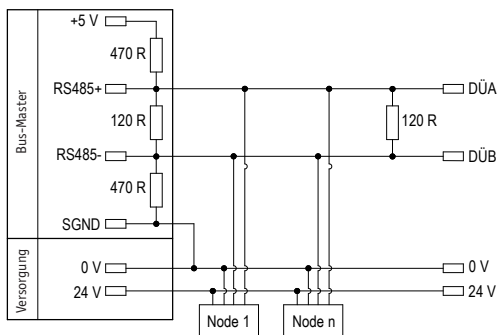 Bus-Master
+5 V
470 R
RS485+
120 R
RS485-
470 R
SGND
DÜA
120 R
DÜB
Versorgung
0 V
24 V
0 V
24 V
Node 1
Node n